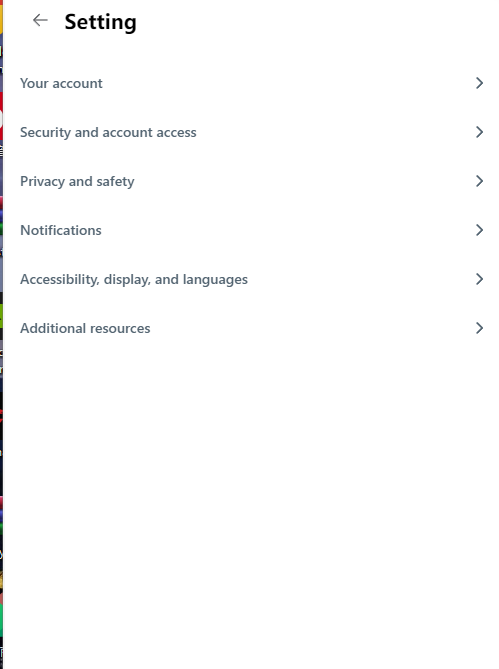 Setting
Your account
Security and account access
Privacy and safety
Notifications
Accessibility, display, and languages
Additional resources